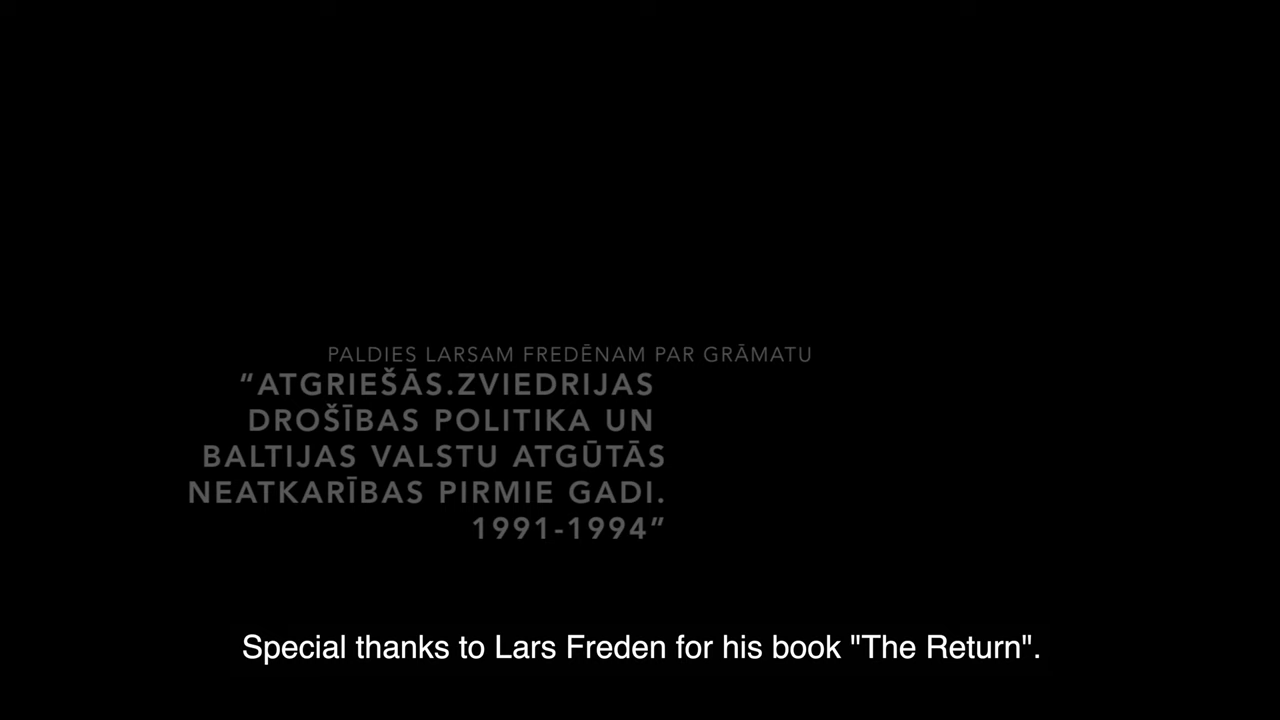 PALDIES LARSAM FREDĒNAM PAR GRĀMATU
“ATGRIEŠĀS.ZVIEDRIJAS
DROŠĪBAS POLITIKA UN
BALTIJAS VALSTU ATGŪTĀS
NEATKARĪBAS PIRMIE GADI.
1991-1994”
Special thanks to Lars Freden for his book "The Return".